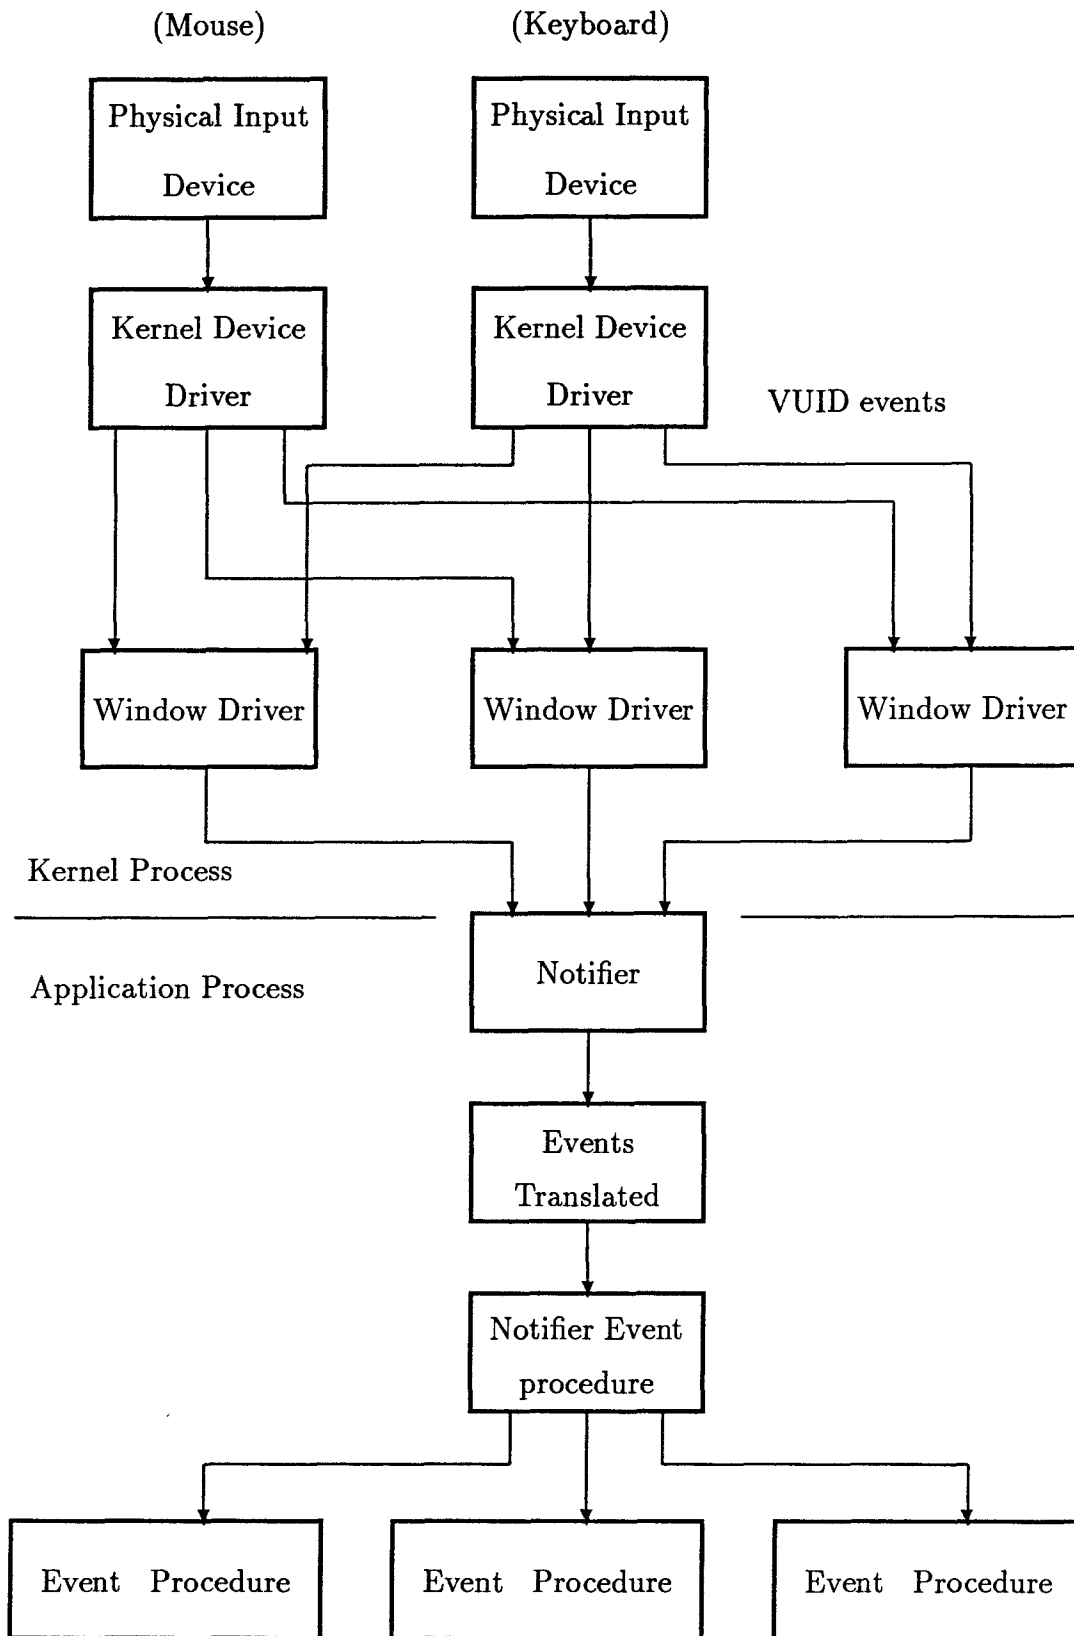 (Mouse)
(Keyboard)
Physical Input
Device
Physical Input
Device
Kernel Device
Driver
Kernel Device
Driver
VUID events
Window Driver
Window Driver
Window Driver
Kernel Process
Application Process
Notifier
Events
Translated
Notifier Event
procedure
Event Procedure
Event Procedure
Event Procedure